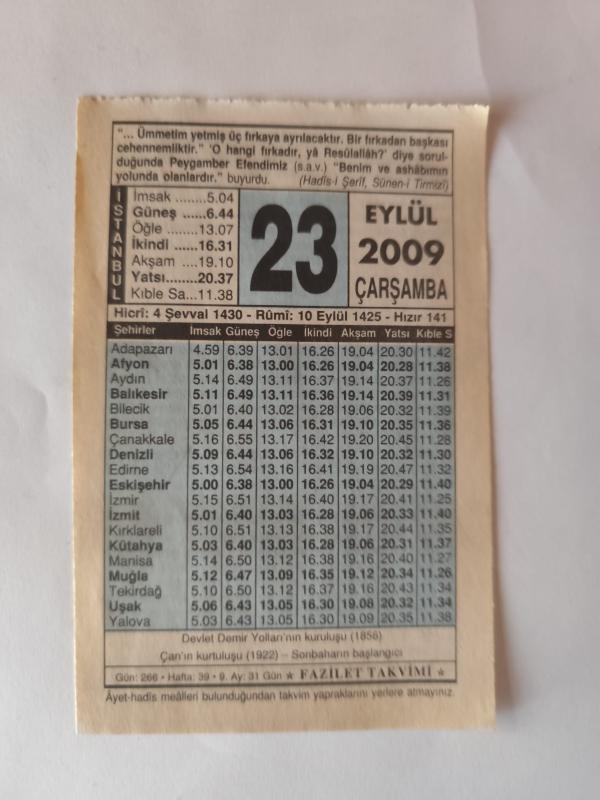 "... Ümmetim yetmiş üç fırkaya ayrılacaktır. Bir fırkadan başkası
cehennemliktir." 'O hangi fırkadır, yâ Resûlallâh?' diye sorul-
duğunda Peygamber Efendimiz (s.a.v.) "Benim ve ashâbımın
yolunda olanlardır." buyurdu. (Hadîs-i Şerîf, Sünen-i Tirmizî)
İSTANBUL
İmsak ........5.04
Güneş ......6.44
Öğle ........13.07
İkindi ......16.31
Akşam ....19.10
Yatsı.......20.37
Kıble Sa...11.38
23
EYLÜL
2009
ÇARŞAMBA
Hicrî: 4 Şevval 1430 - Rûmî: 10 Eylül 1425 - Hızır 141
Şehirler İmsak Güneş Öğle İkindi Akşam Yatsı Kıble S
Adapazarı 4.59 6.39 13.01 16.26 19.04 20.30 11.42
Afyon 5.01 6.38 13.00 16.26 19.04 20.28 11.38
Aydın 5.14 6.49 13.11 16.37 19.14 20.37 11.26
Balıkesir 5.11 6.49 13.11 16.36 19.14 20.39 11.31
Bilecik 5.01 6.40 13.02 16.28 19.06 20.32 11.39
Bursa 5.05 6.44 13.06 16.31 19.10 20.35 11.36
Çanakkale 5.16 6.55 13.17 16.42 19.20 20.45 11.28
Denizli 5.09 6.44 13.06 16.32 19.10 20.32 11.30
Edirne 5.13 6.54 13.16 16.41 19.19 20.47 11.32
Eskişehir 5.00 6.38 13.00 16.26 19.04 20.29 11.40
İzmir 5.15 6.51 13.14 16.40 19.17 20.41 11.25
İzmit 5.01 6.40 13.03 16.28 19.06 20.33 11.40
Kırklareli 5.10 6.51 13.13 16.38 19.17 20.44 11.35
Kütahya 5.03 6.40 13.03 16.28 19.06 20.31 11.37
Manisa 5.14 6.50 13.12 16.38 19.16 20.40 11.27
Muğla 5.12 6.47 13.09 16.35 19.12 20.34 11.26
Tekirdağ 5.10 6.50 13.12 16.37 19.16 20.43 11.34
Uşak 5.06 6.43 13.05 16.30 19.08 20.32 11.34
Yalova 5.03 6.43 13.05 16.30 19.09 20.35 11.38
Devlet Demir Yolları'nın kuruluşu (1856)
Çan'ın kurtuluşu (1922) – Sonbaharın başlangıcı
Gün: 266 • Hafta: 39 • 9. Ay: 31 Gün ★ FAZİLET TAKVİMİ ★
Âyet-hadîs meâlleri bulunduğundan takvim yapraklarını yerlere atmayınız.